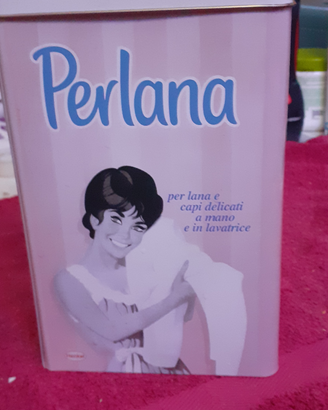 Perlana
per lana e
capi delicati
a mano
e in lavatrice